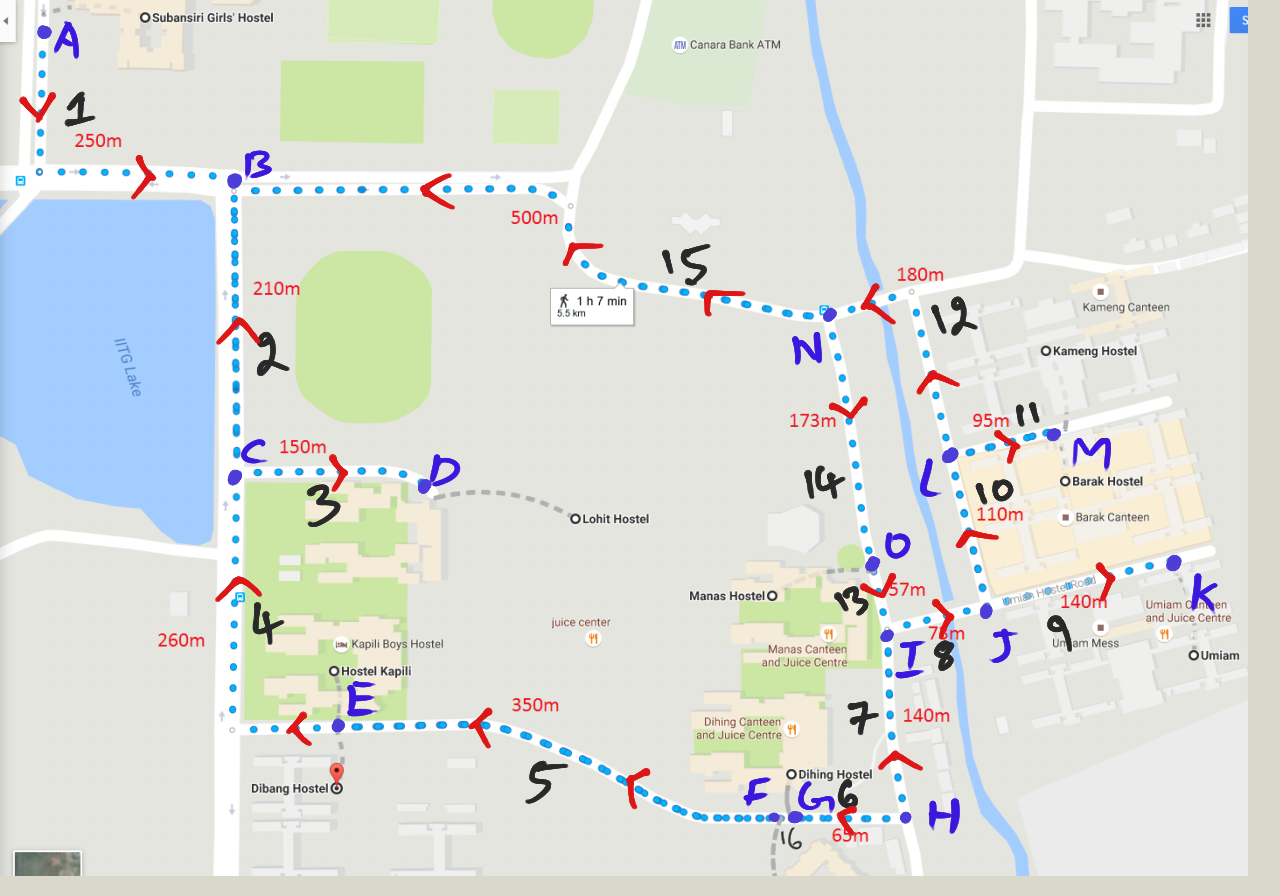 Subansiri Girls' Hostel
A
S
Canara Bank ATM
ATM
1
250m
B
500m
15
180m
Kameng Canteen
12
1 h 7 min
5.5 km
210m
2
N
Kameng Hostel
IITG Lake
173m
95m
11
C
150m
D
M
14
L
10
Barak Hostel
3
110m
Barak Canteen
Lohit Hostel
O
57m
Manas Hostel
13
Umiam Hostel Road
140m
K
Umiam Canteen
and Juice Centre
4
juice center
260m
Kapili Boys Hostel
Manas Canteen
and Juice Centre
I
8
J
9
Umiam Mess
Umiam
Hostel Kapili
E
350m
7
140m
Dihing Canteen
and Juice Centre
5
Dihing Hostel
Dibang Hostel
F
G
6
H
16
65m